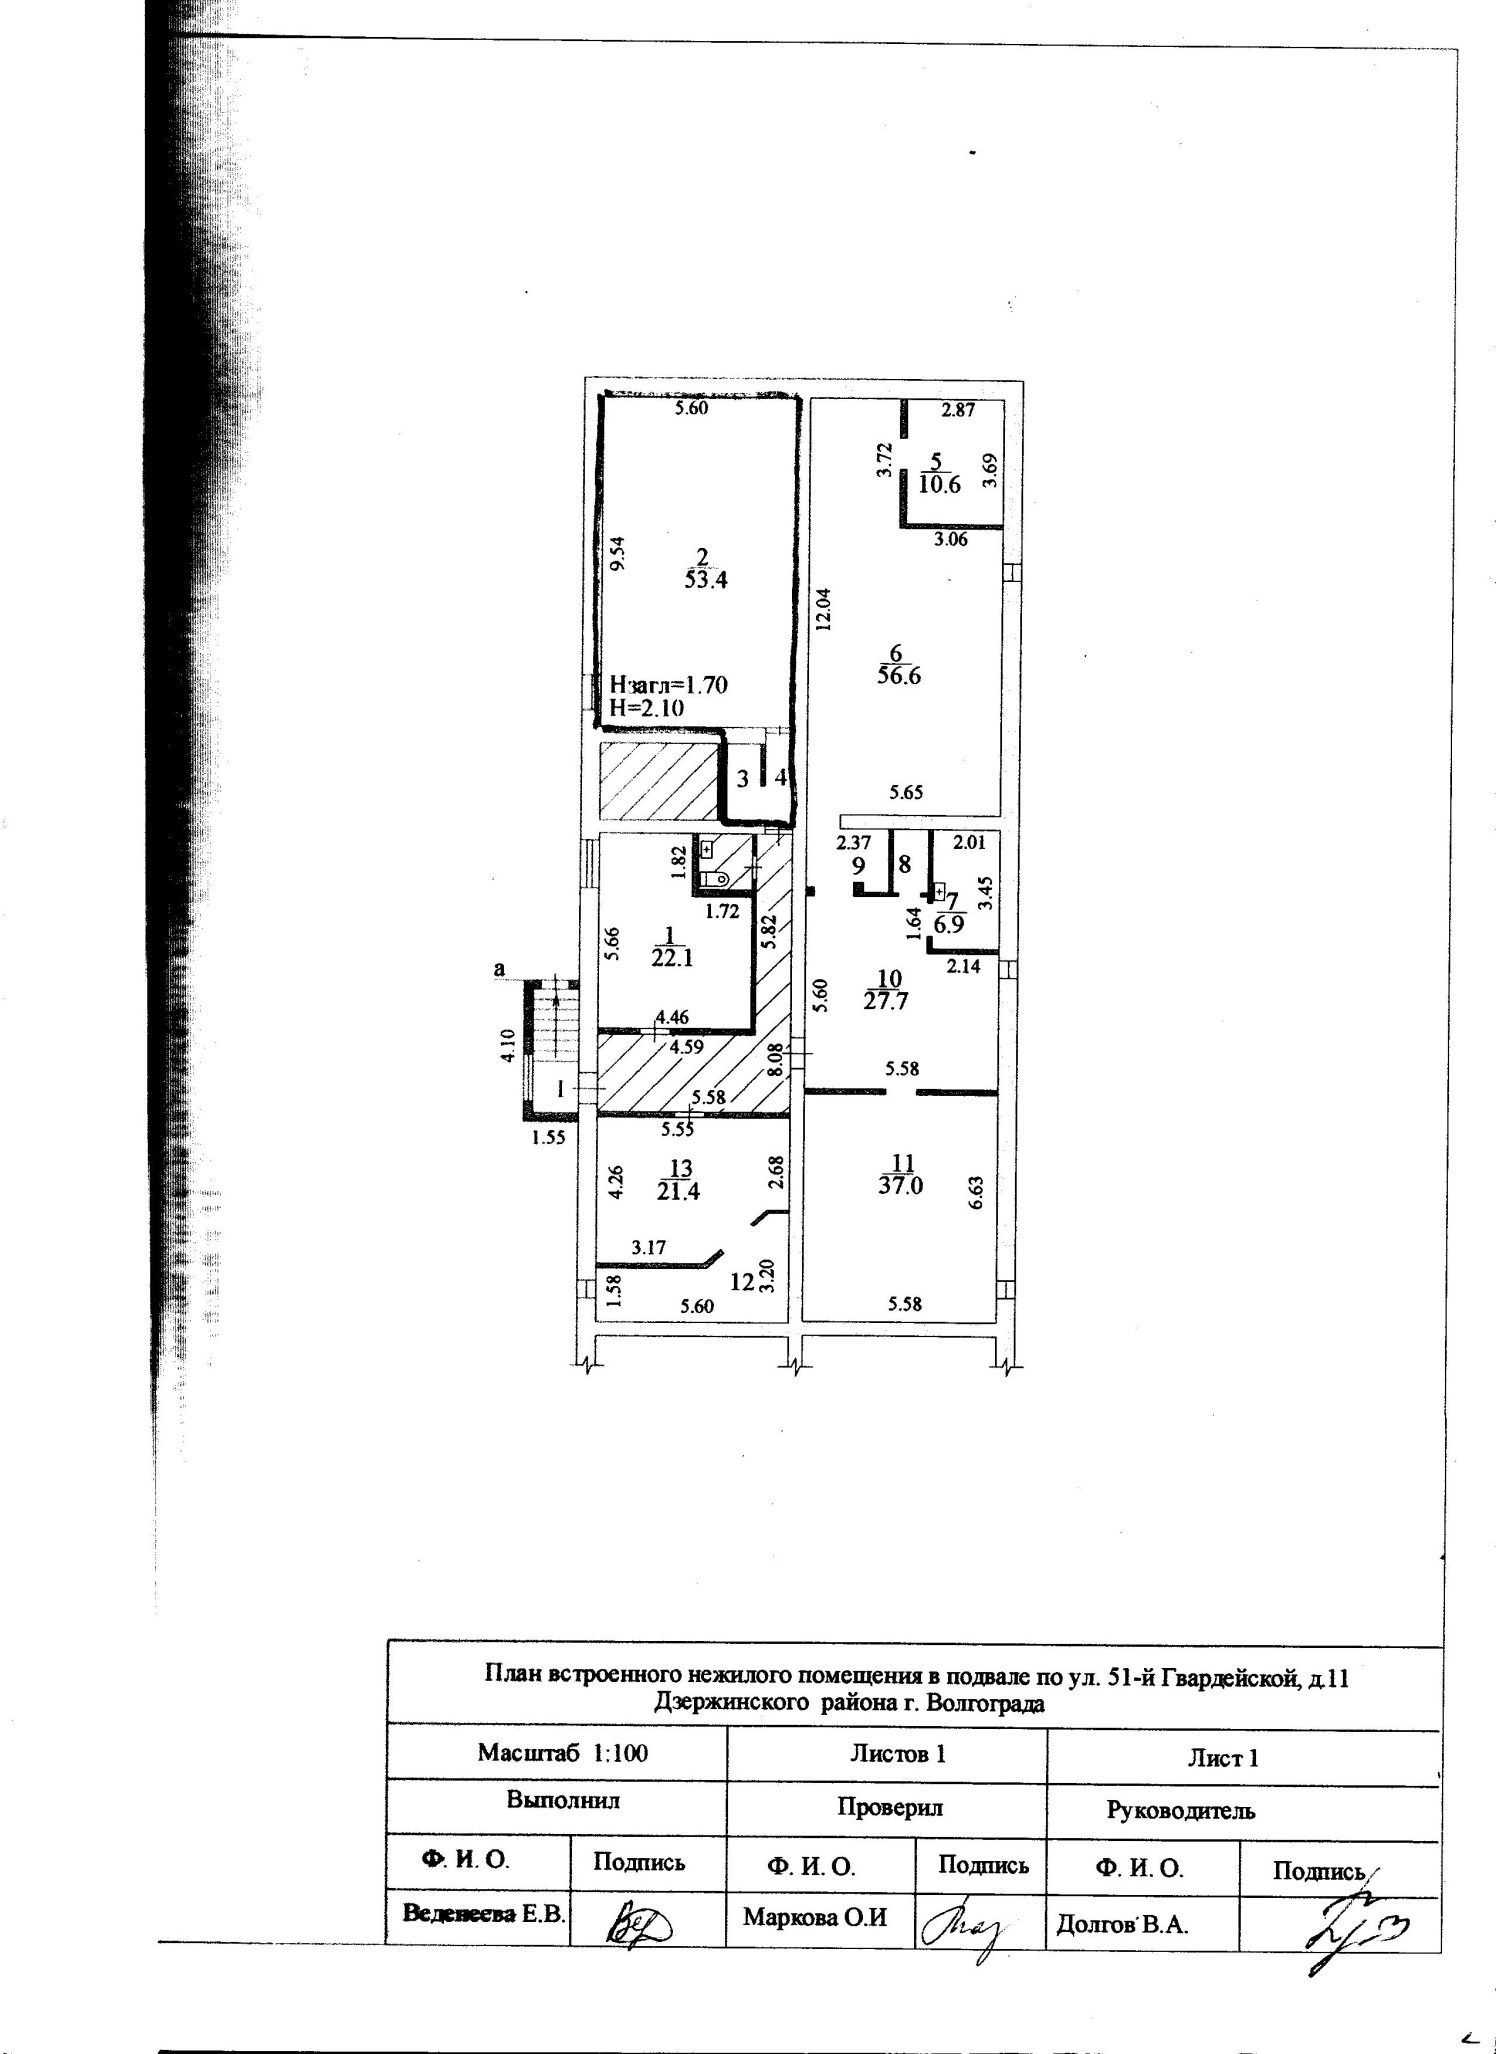 5.60
2.87
3.72
5
10.6
3.69
3.06
9.54
2
53.4
12.04
6
56.6
Hзагл=1.70
H=2.10
3
4
5.65
2.37
2.01
1.82
9
8
3.45
7
6.9
1.64
1.72
5.82
5.66
1
22.1
2.14
а
10
27.7
5.60
4.46
4.59
4.10
8.08
5.58
I
5.58
1.55
5.55
4.26
13
21.4
2.68
11
37.0
6.63
3.17
12
3.20
1.58
5.60
5.58
План встроенного нежилого помещения в подвале по ул. 51-й Гвардейской, д.11
Дзержинского района г. Волгограда
Масштаб 1:100
Листов 1
Лист 1
Выполнил
Проверил
Руководитель
Ф. И. О.
Подпись
Ф. И. О.
Подпись
Ф. И. О.
Подпись
Веденеева Е.В.
Маркова О.И
Долгов В.А.